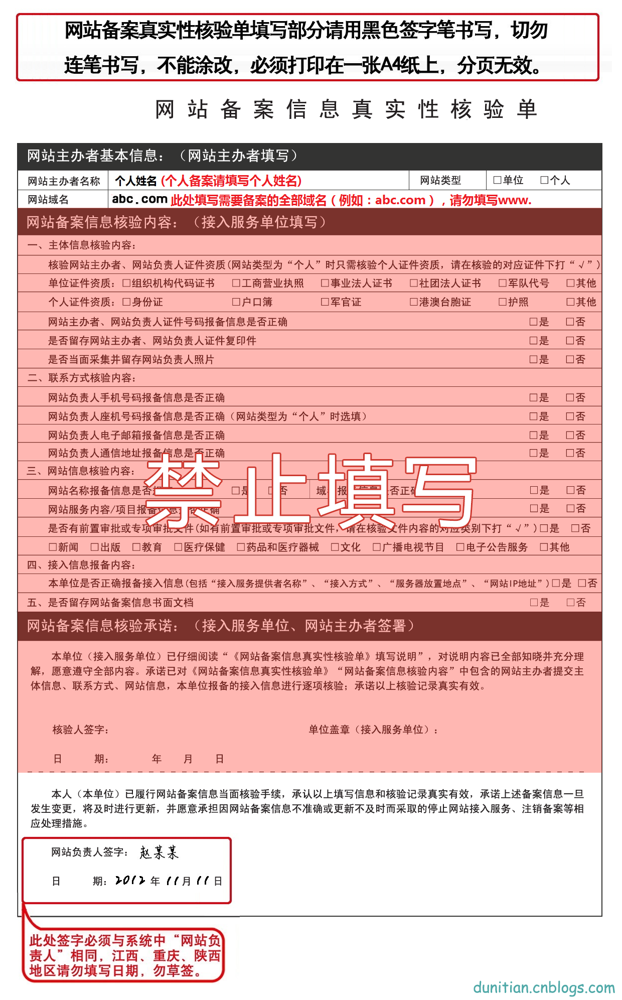 网站备案真实性核验单填写部分请用黑色签字笔书写，切勿
连笔书写，不能涂改，必须打印在一张A4纸上，分页无效。
网站备案信息真实性核验单
网站主办者基本信息：（网站主办者填写）
网站主办者名称 个人姓名 (个人备案请填写个人姓名) 网站类型 □单位 □个人
网站域名 abc.com 此处填写需要备案的全部域名（例如：abc.com），请勿填写www.
网站备案信息核验内容：（接入服务单位填写）
一、主体信息核验内容：
核验网站主办者、网站负责人证件资质(网站类型为“个人”时只需核验个人证件资质，请在核验的对应证件下打“√”)
单位证件资质：□组织机构代码证书 □工商营业执照 □事业法人证书 □社团法人证书 □军队代号 □其他
个人证件资质：□身份证 □户口簿 □军官证 □港澳台胞证 □护照 □其他
网站主办者、网站负责人证件号码报备信息是否正确 □是 □否
是否留存网站主办者、网站负责人证件复印件 □是 □否
是否当面采集并留存网站负责人照片 □是 □否
二、联系方式核验内容：
网站负责人手机号码报备信息是否正确 □是 □否
网站负责人座机号码报备信息是否正确（网站类型为“个人”时选填） □是 □否
网站负责人电子邮箱报备信息是否正确 □是 □否
网站负责人通信地址报备信息是否正确 □是 □否
禁止填写
三、网站信息核验内容：
网站名称报备信息是否 □是 □否 域名报备信息是否正确 □是 □否
网站服务内容/项目报备信息是否正确 □是 □否
是否有前置审批或专项审批文件(如有前置审批或专项审批文件，请在核验文件内容的对应类别下打“√”)□是 □否
□新闻 □出版 □教育 □医疗保健 □药品和医疗器械 □文化 □广播电视节目 □电子公告服务 □其他
四、接入信息报备内容：
本单位是否正确报备接入信息(包括“接入服务提供者名称”、“接入方式”、“服务器放置地点”、“网站IP地址”)□是 □否
五、是否留存网站备案信息书面文档 □是 □否
网站备案信息核验承诺：（接入服务单位、网站主办者签署）
本单位（接入服务单位）已仔细阅读“《网站备案信息真实性核验单》填写说明”，对说明内容已全部知晓并充分理
解，愿意遵守全部内容。承诺已对《网站备案信息真实性核验单》“网站备案信息核验内容”中包含的网站主办者提交主
体信息、联系方式、网站信息，本单位报备的接入信息进行逐项核验；承诺以上核验记录真实有效。
核验人签字： 单位盖章（接入服务单位）：
日 期： 年 月 日
本人（本单位）已履行网站备案信息当面核验手续，承认以上填写信息和核验记录真实有效，承诺上述备案信息一旦
发生变更，将及时进行更新，并愿意承担因网站备案信息不准确或更新不及时而采取的停止网站接入服务、注销备案等相
应处理措施。
网站负责人签字： 赵某某
日 期： 2012 年 11 月 11 日
此处签字必须与系统中“网站负
责人”相同，江西、重庆、陕西
地区请勿填写日期，勿草签。
dunitian.cnblogs.com